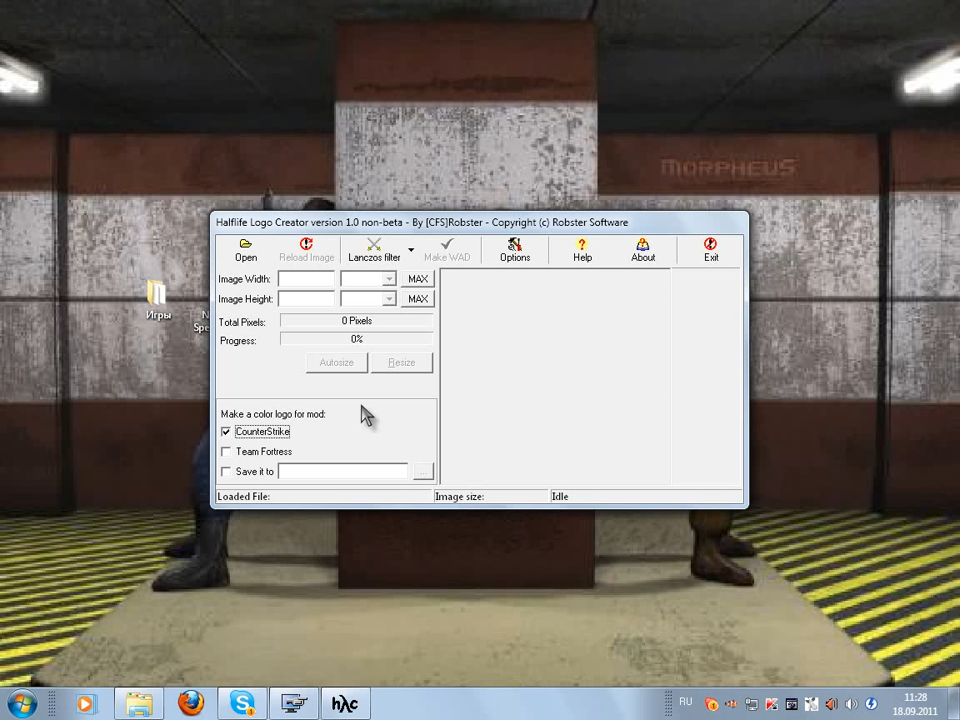 MORPHEUS
Halflife Logo Creator version 1.0 non-beta - By [CFS]Robster - Copyright (c) Robster Software
Open
Reload Image
Lanczos filter
Make WAD
Options
Help
About
Exit
Image Width:
MAX
Image Height:
MAX
Total Pixels:
0 Pixels
Progress:
0%
Autosize
Resize
Make a color logo for mod:
CounterStrike
Team Fortress
Save it to
...
Loaded File:
Image size:
Idle
Игры
RU
11:28
18.09.2011
hλc